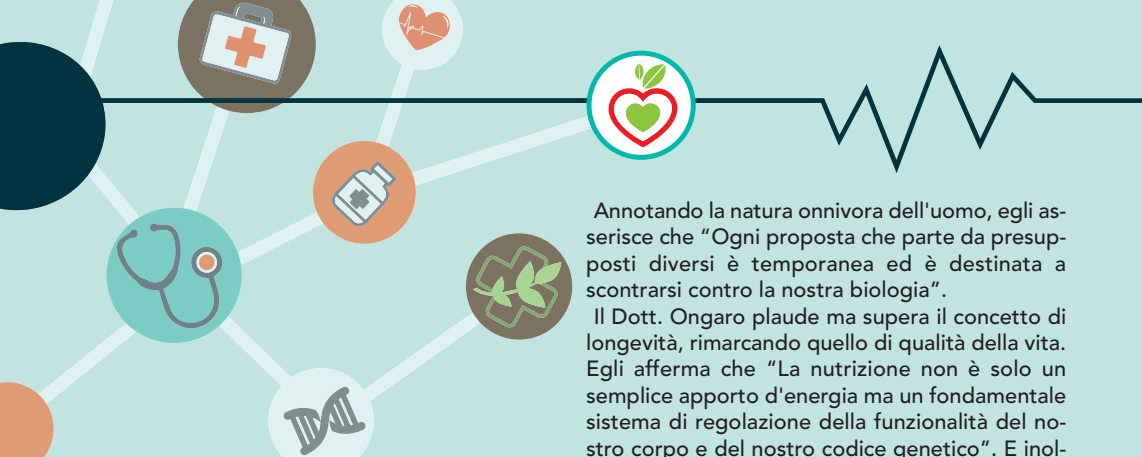 Annotando la natura onnivora dell'uomo, egli as-
serisce che “Ogni proposta che parte da presup-
posti diversi è temporanea ed è destinata a
scontrarsi contro la nostra biologia”.
Il Dott. Ongaro plaude ma supera il concetto di
longevità, rimarcando quello di qualità della vita.
Egli afferma che “La nutrizione non è solo un
semplice apporto d'energia ma un fondamentale
sistema di regolazione della funzionalità del no-
stro corpo e del nostro codice genetico”. E inol-